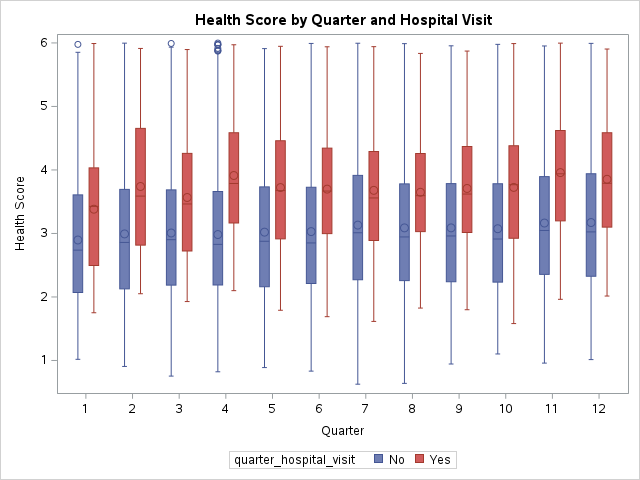 Health Score by Quarter and Hospital Visit
6
5
4
3
2
1
Health Score
1 2 3 4 5 6 7 8 9 10 11 12
Quarter
quarter_hospital_visit No Yes